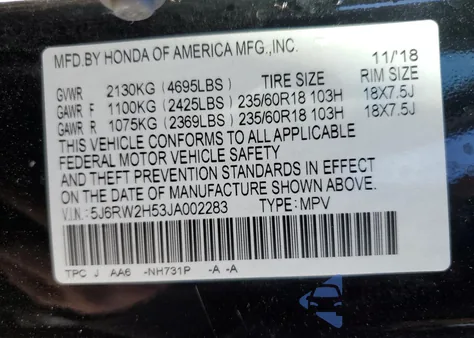 MFD.BY HONDA OF AMERICA MFG.,INC. 11/'18
GVWR 2130KG (4695LBS) TIRE SIZE RIM SIZE
GAWR F 1100KG (2425LBS) 235/60R18 103H 18X7.5J
GAWR R 1075KG (2369LBS) 235/60R18 103H 18X7.5J
THIS VEHICLE CONFORMS TO ALL APPLICABLE
FEDERAL MOTOR VEHICLE SAFETY
AND THEFT PREVENTION STANDARDS IN EFFECT
ON THE DATE OF MANUFACTURE SHOWN ABOVE.
V.I.N.: 5J6RW2H53JA002283 TYPE: MPV
TPC J AA6 -NH731P -A -A